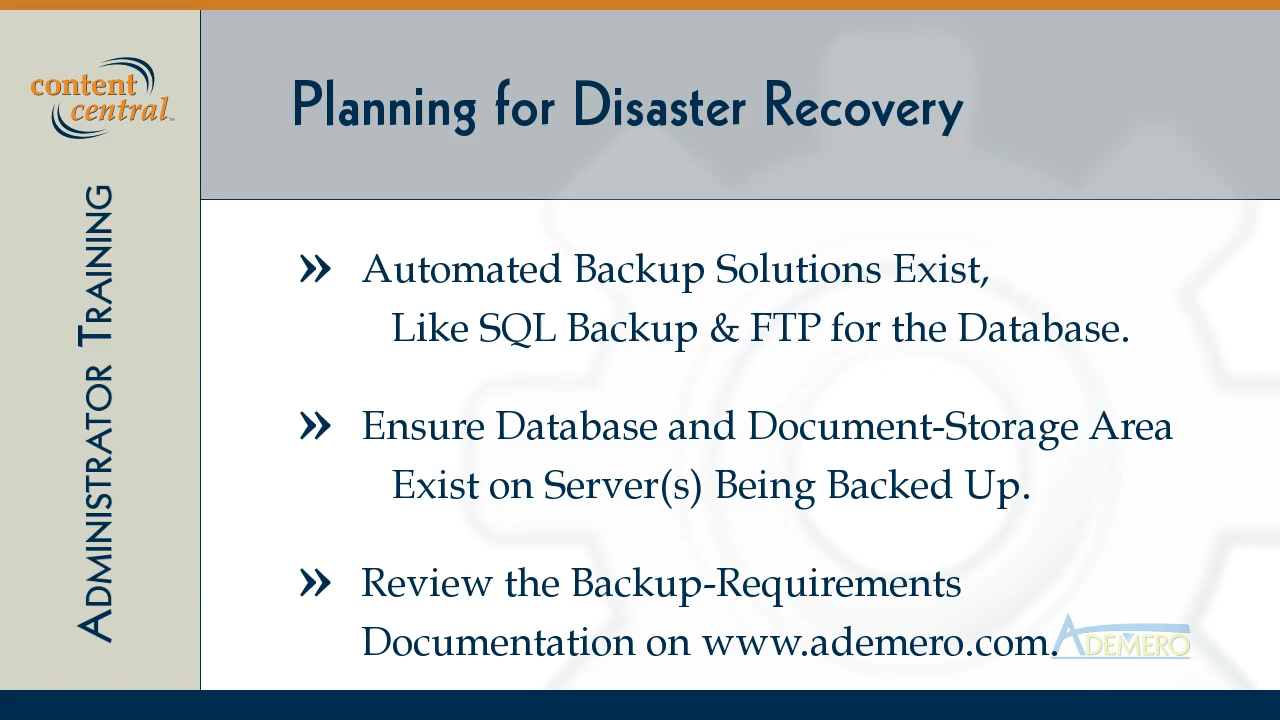 content
central™
ADMINISTRATOR TRAINING
Planning for Disaster Recovery
» Automated Backup Solutions Exist,
Like SQL Backup & FTP for the Database.
» Ensure Database and Document-Storage Area
Exist on Server(s) Being Backed Up.
» Review the Backup-Requirements
Documentation on www.ademero.com.
ADEMERO